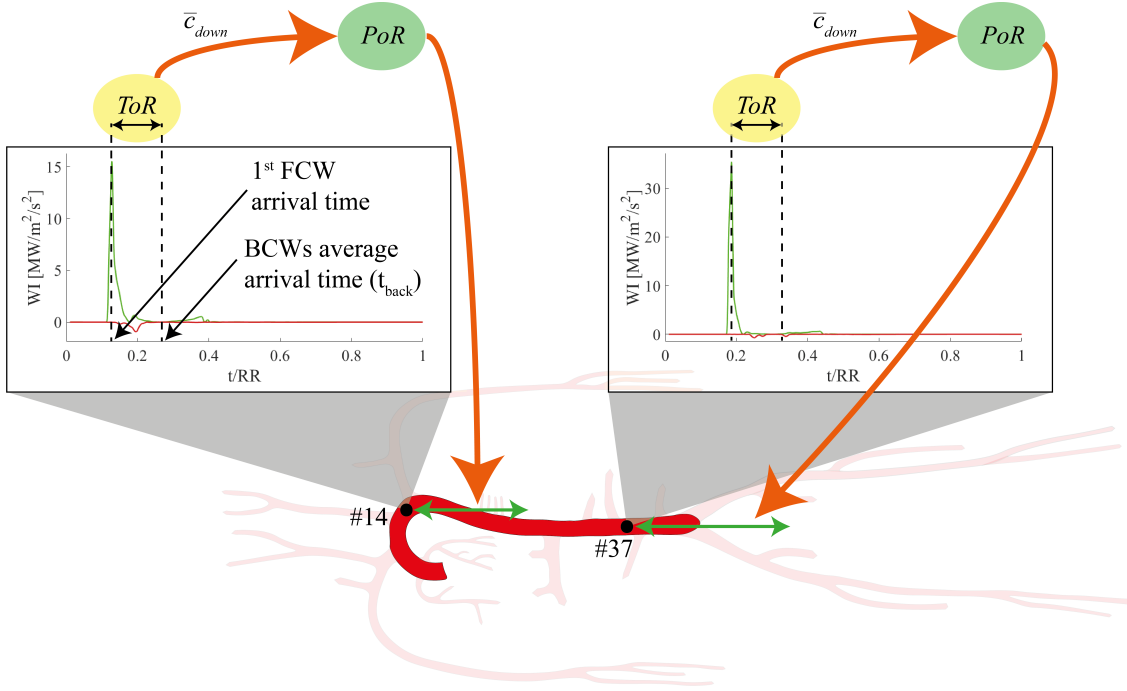 c̅down
PoR
c̅down
PoR
ToR
ToR
15
10
5
0
WI [MW/m²/s²]
0
0.2
0.4
0.6
0.8
1
t/RR
1st FCW
arrival time
BCWs average
arrival time (tback)
30
20
10
0
WI [MW/m²/s²]
0
0.2
0.4
0.6
0.8
1
t/RR
#14
#37